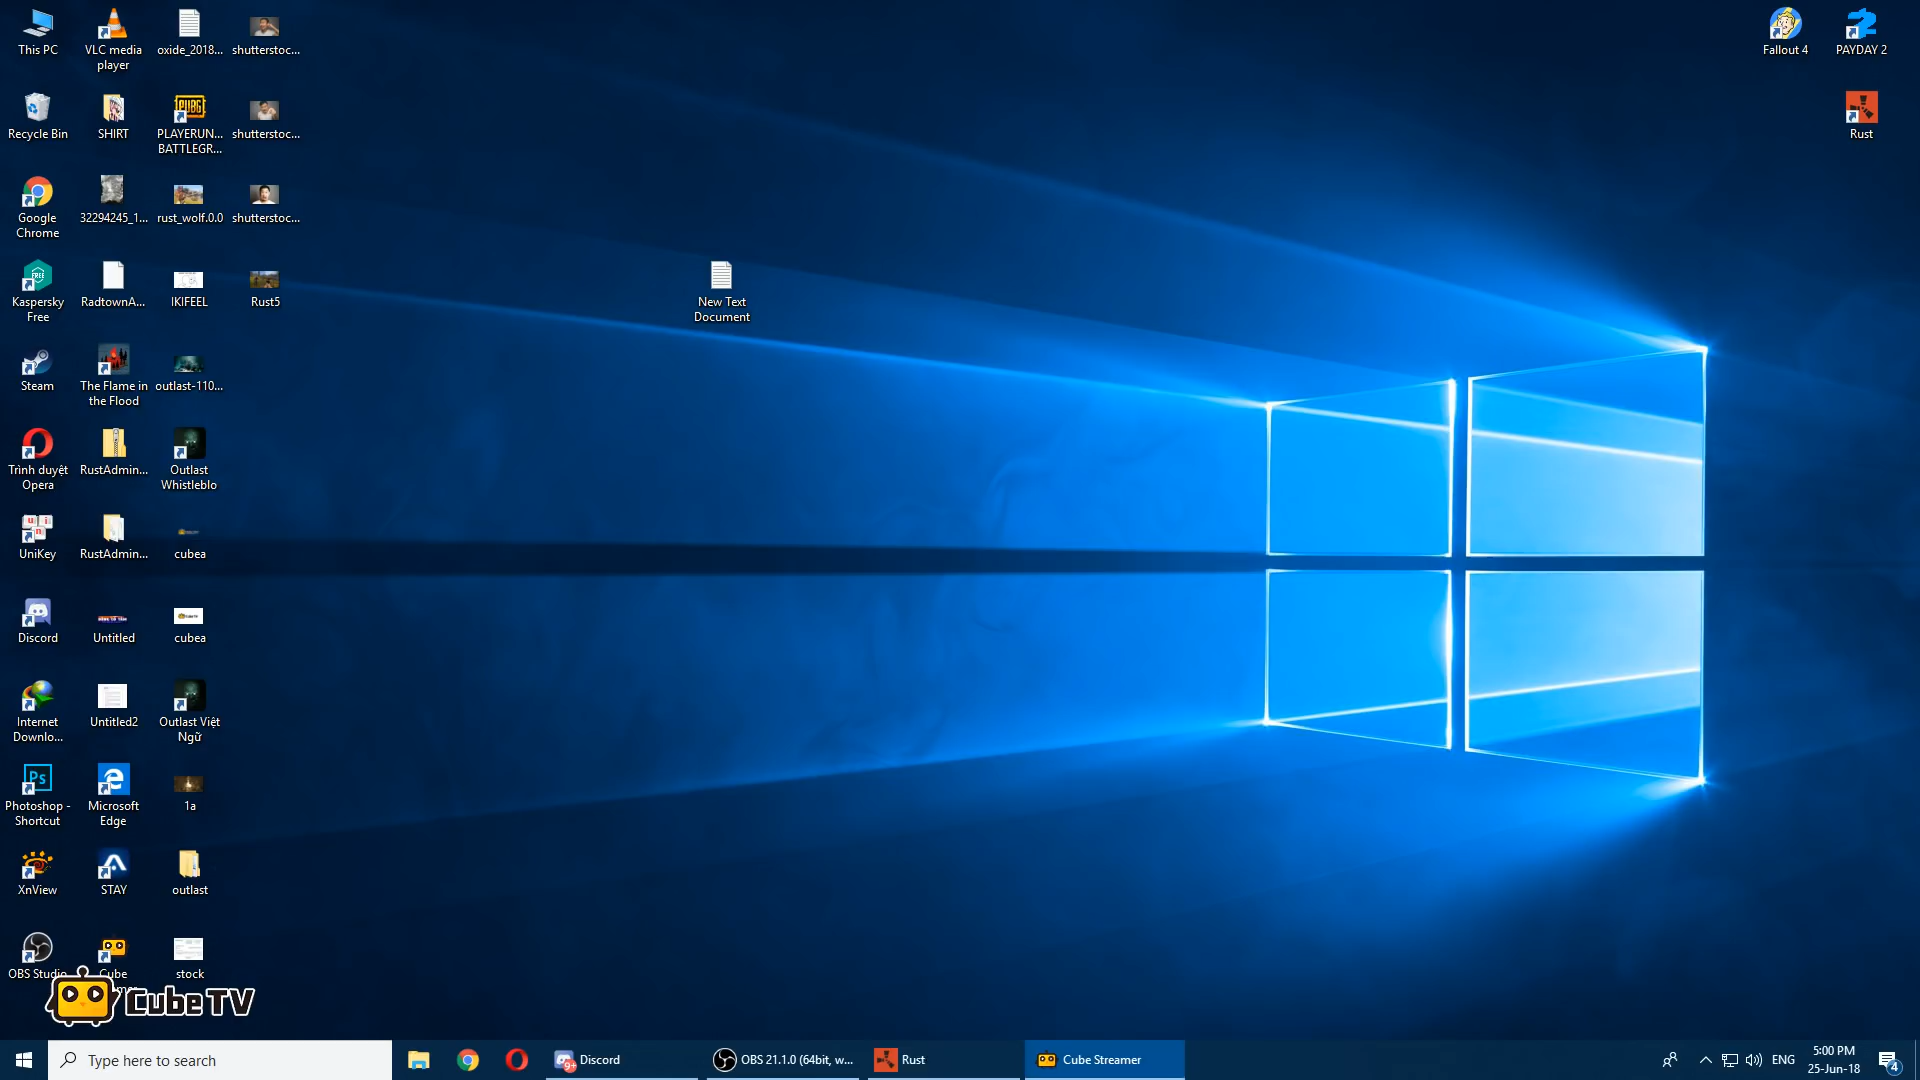 This PC
VLC media
player
oxide_2018...
shutterstoc...
Fallout 4
PAYDAY 2
Recycle Bin
SHIRT
PLAYERUN...
BATTLEGR...
shutterstoc...
Rust
Google
Chrome
32294245_1...
rust_wolf.0.0
shutterstoc...
Kaspersky
Free
RadtownA...
IKIFEEL
Rust5
New Text
Document
Steam
The Flame in
the Flood
outlast-110...
Trình duyệt
Opera
RustAdmin...
Outlast
Whistleblo
UniKey
RustAdmin...
cubea
Discord
Untitled
cubea
Internet
Downlo...
Untitled2
Outlast Việt
Ngữ
Photoshop -
Shortcut
Microsoft
Edge
1a
XnView
STAY
outlast
OBS Studio
Cube
stock
Cube TV
Type here to search
Discord
OBS 21.1.0 (64bit, w...
Rust
Cube Streamer
ENG
5:00 PM
25-Jun-18
4